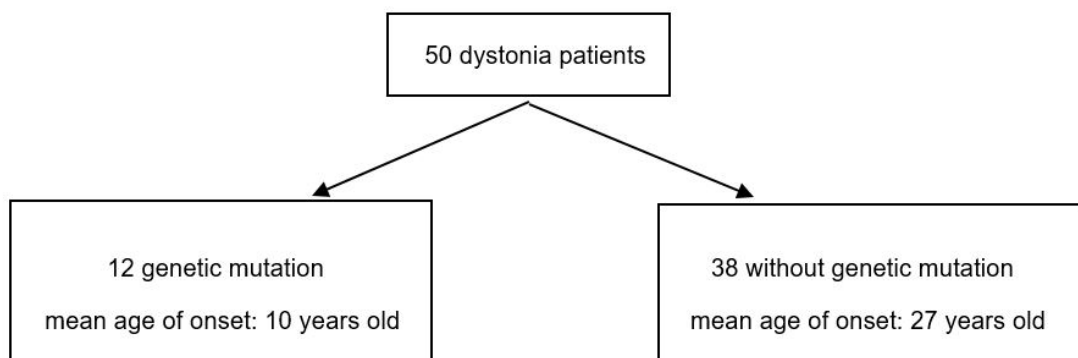 50 dystonia patients
12 genetic mutation
mean age of onset: 10 years old
38 without genetic mutation
mean age of onset: 27 years old